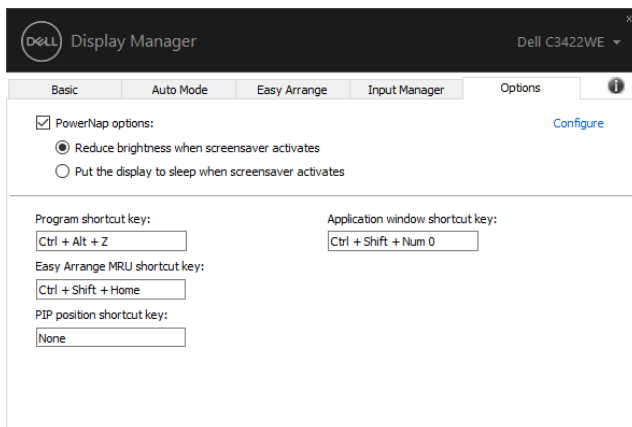 DELL Display Manager
Dell C3422WE
Basic Auto Mode Easy Arrange Input Manager Options
PowerNap options: Configure
Reduce brightness when screensaver activates
Put the display to sleep when screensaver activates
Program shortcut key:
Ctrl + Alt + Z
Application window shortcut key:
Ctrl + Shift + Num 0
Easy Arrange MRU shortcut key:
Ctrl + Shift + Home
PIP position shortcut key:
None